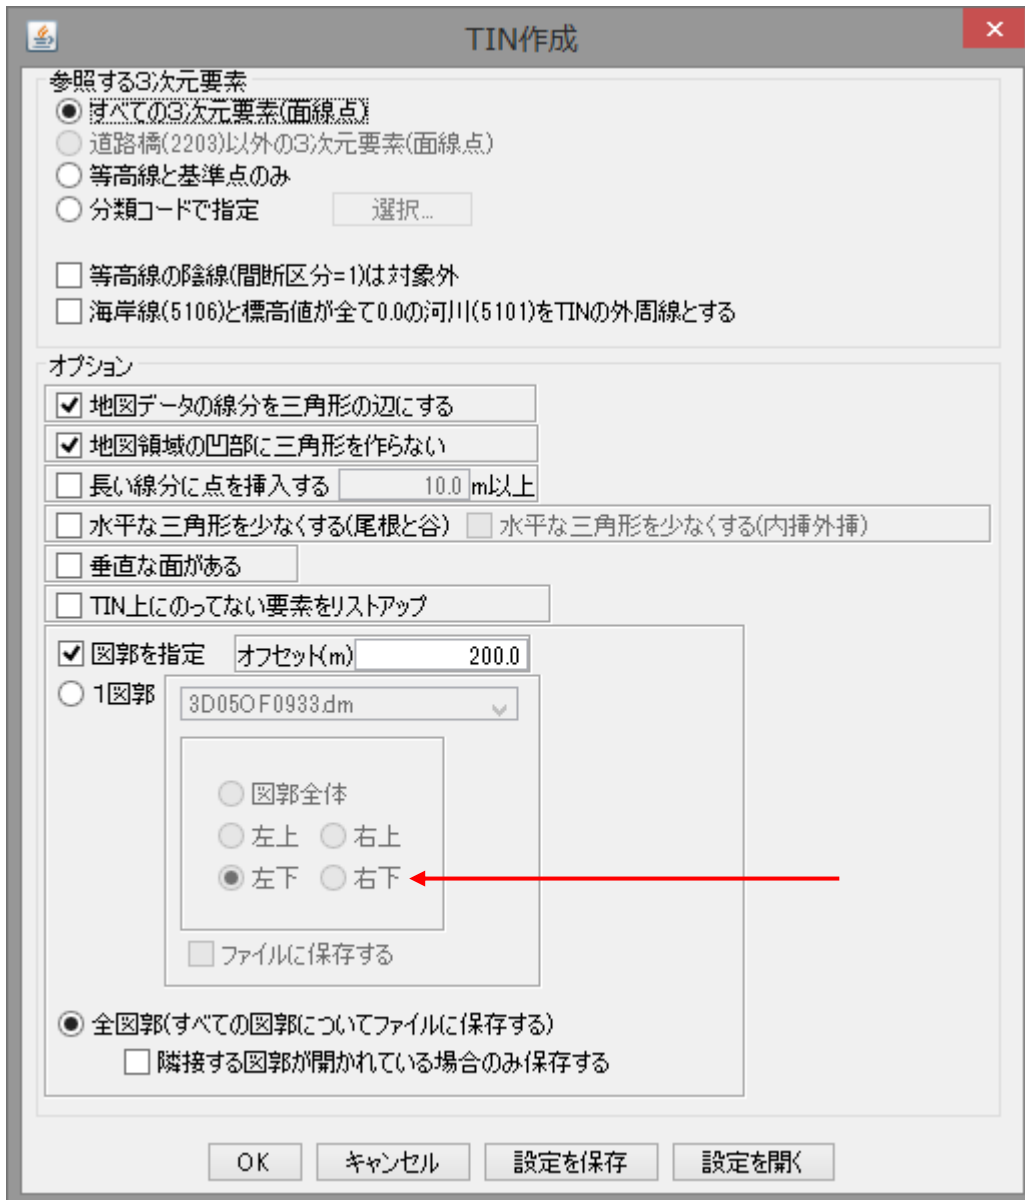 TIN作成
参照する3次元要素
すべての3次元要素(面線点)
道路橋(2203)以外の3次元要素(面線点)
等高線と基準点のみ
分類コードで指定 選択...
等高線の陰線(間断区分=1)は対象外
海岸線(5106)と標高値が全て0.0の河川(5101)をTINの外周線とする
オプション
地図データの線分を三角形の辺にする
地図領域の凹部に三角形を作らない
長い線分に点を挿入する 10.0 m以上
水平な三角形を少なくする(尾根と谷) 水平な三角形を少なくする(内挿外挿)
垂直な面がある
TIN上にのってない要素をリストアップ
図郭を指定 オフセット(m) 200.0
1図郭 3D05OF0933.dm
図郭全体
左上 右上
左下 右下
ファイルに保存する
全図郭(すべての図郭についてファイルに保存する)
隣接する図郭が開かれている場合のみ保存する
OK キャンセル 設定を保存 設定を開く